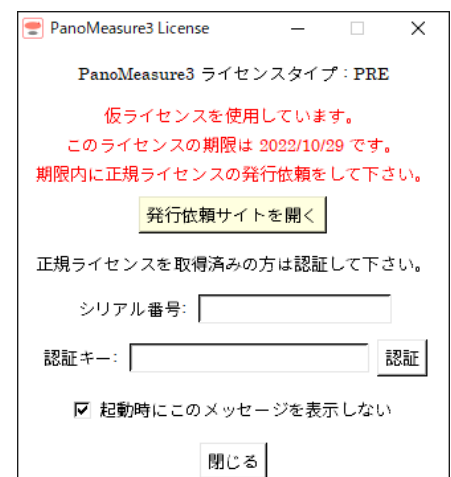 PanoMeasure3 License
PanoMeasure3 ライセンスタイプ：PRE
仮ライセンスを使用しています。
このライセンスの期限は 2022/10/29 です。
期限内に正規ライセンスの発行依頼をして下さい。
発行依頼サイトを開く
正規ライセンスを取得済みの方は認証して下さい。
シリアル番号:
認証キー: 認証
起動時にこのメッセージを表示しない
閉じる